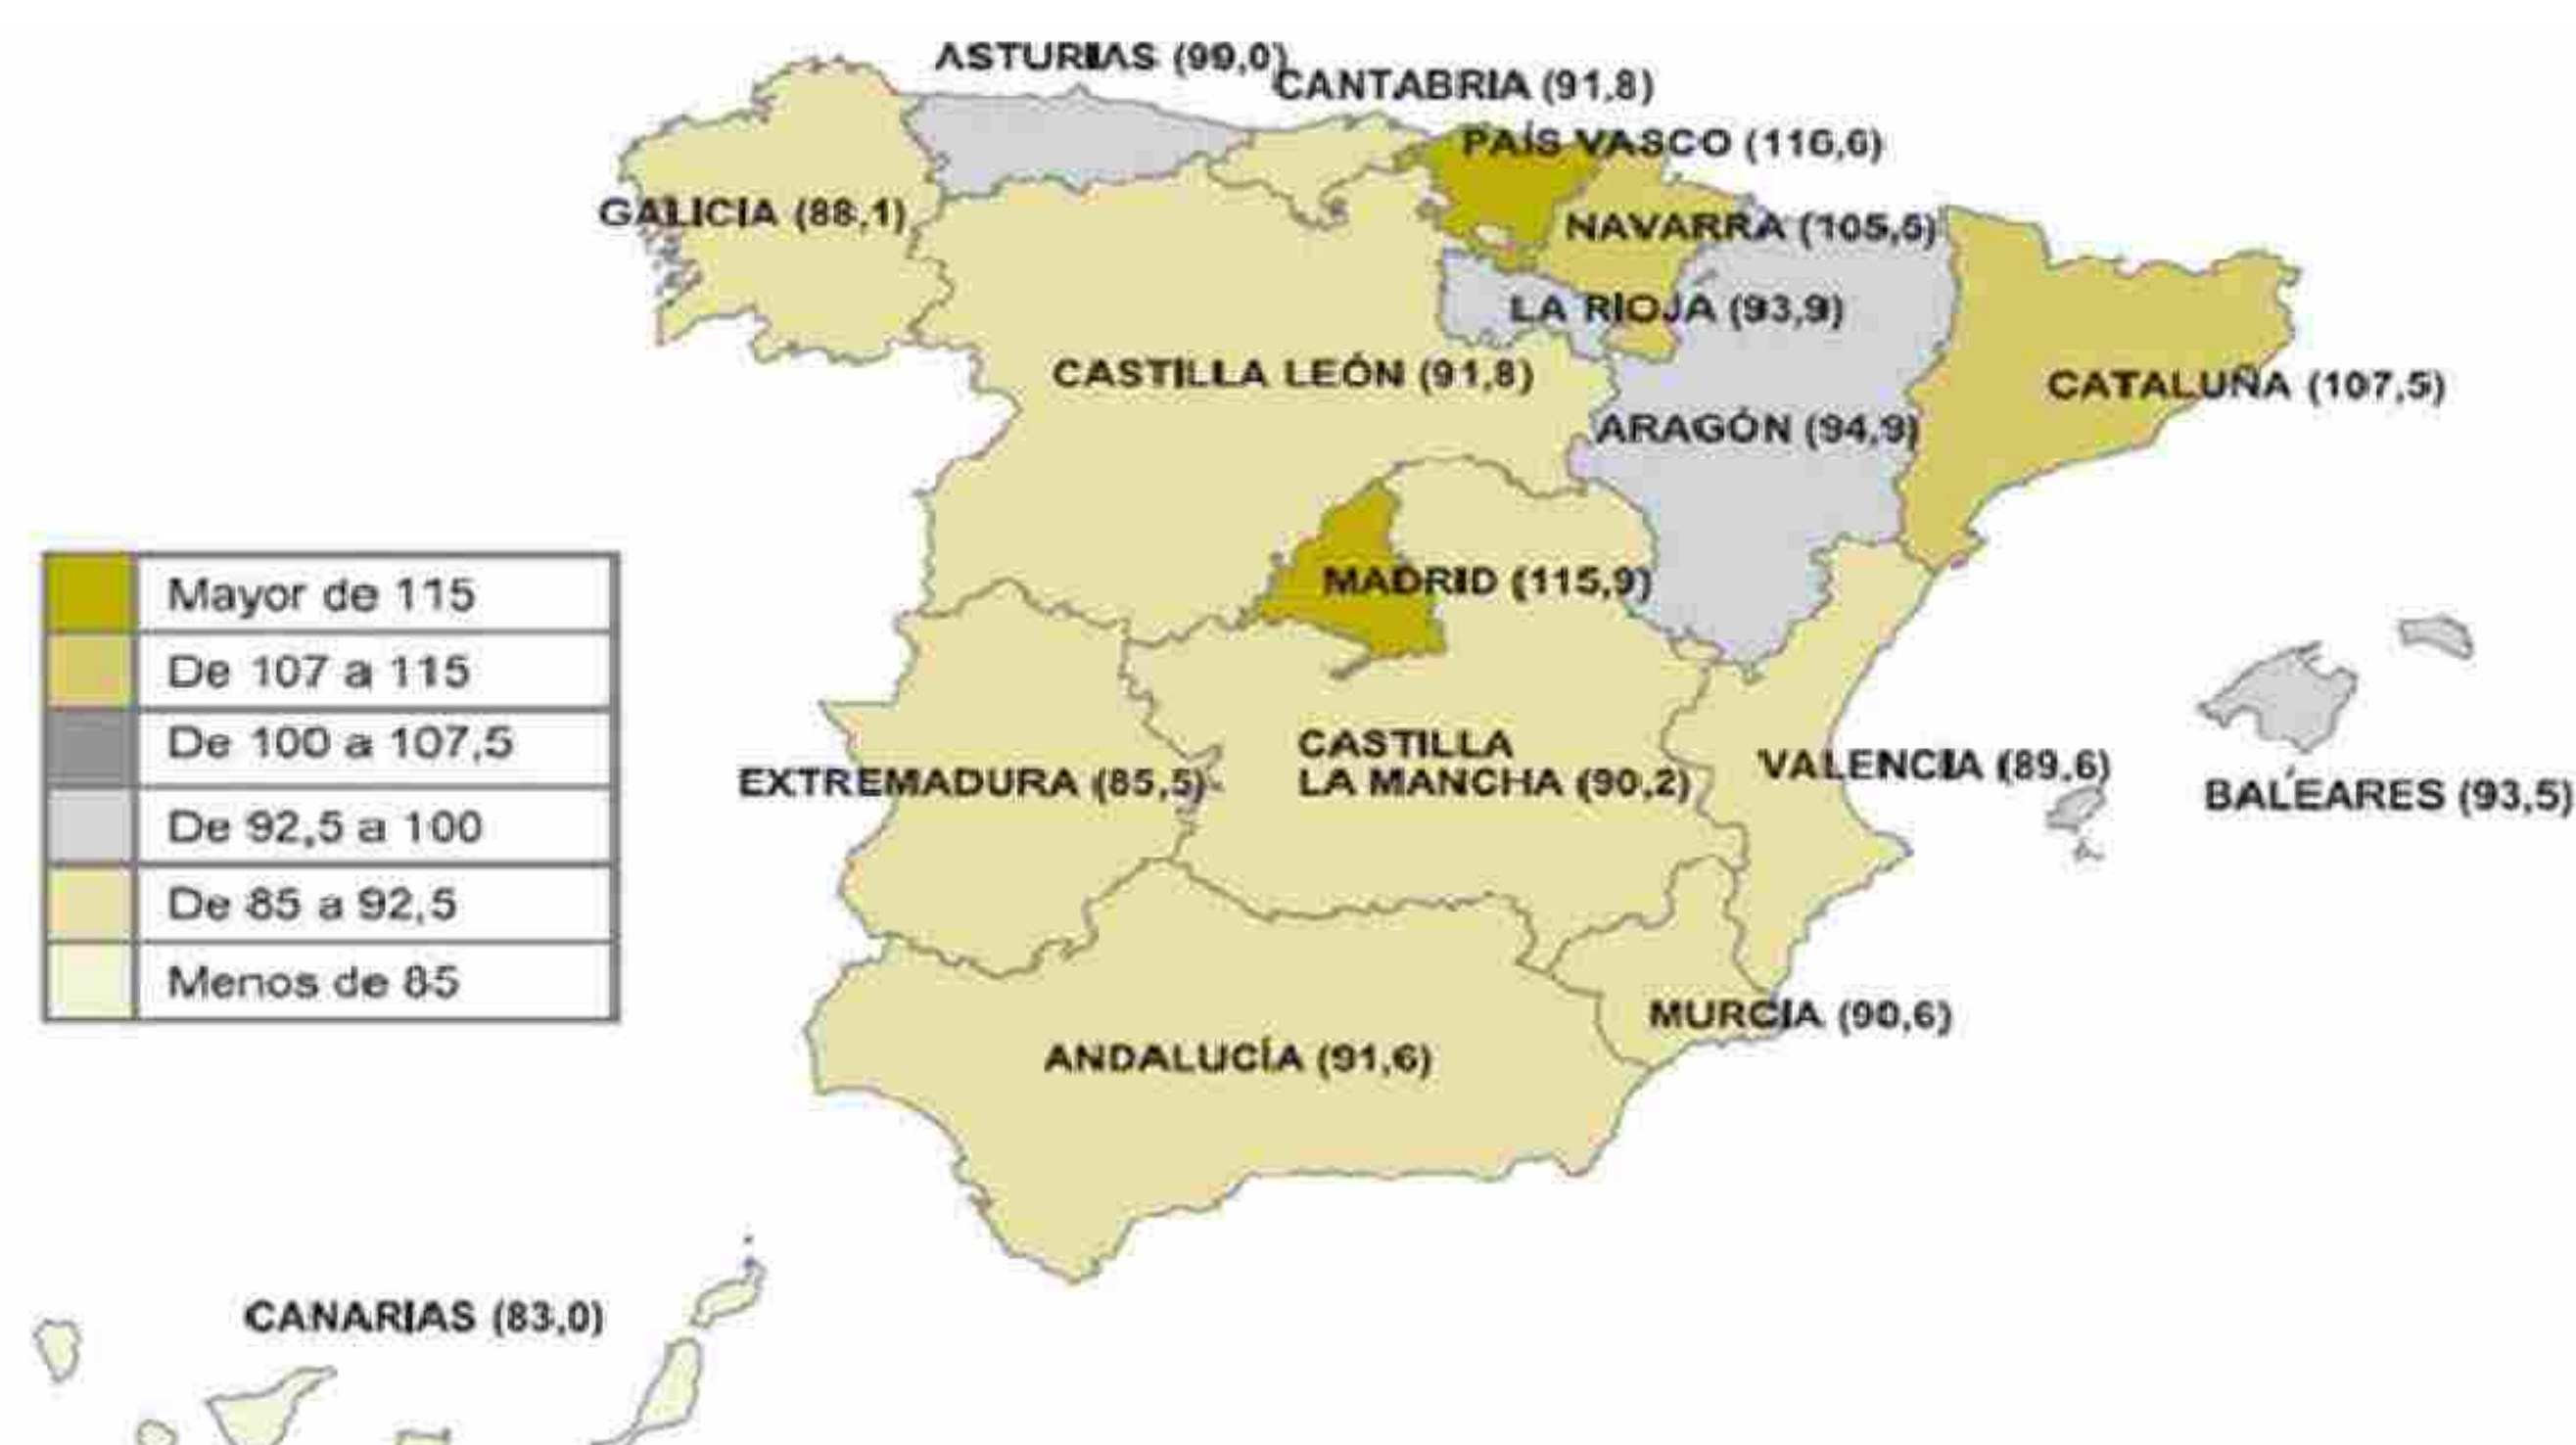 ASTURIAS (99,0)
CANTABRIA (91,8)
PAÍS VASCO (116,6)
GALICIA (88,1)
NAVARRA (105,5)
LA RIOJA (93,9)
CASTILLA LEÓN (91,8)
CATALUÑA (107,5)
ARAGÓN (94,9)
MADRID (115,9)
Mayor de 115
De 107 a 115
De 100 a 107,5
De 92,5 a 100
De 85 a 92,5
Menos de 85
CASTILLA
LA MANCHA (90,2)
EXTREMADURA (85,5)
VALENCIA (89,6)
BALEARES (93,5)
MURCIA (90,6)
ANDALUCÍA (91,6)
CANARIAS (83,0)